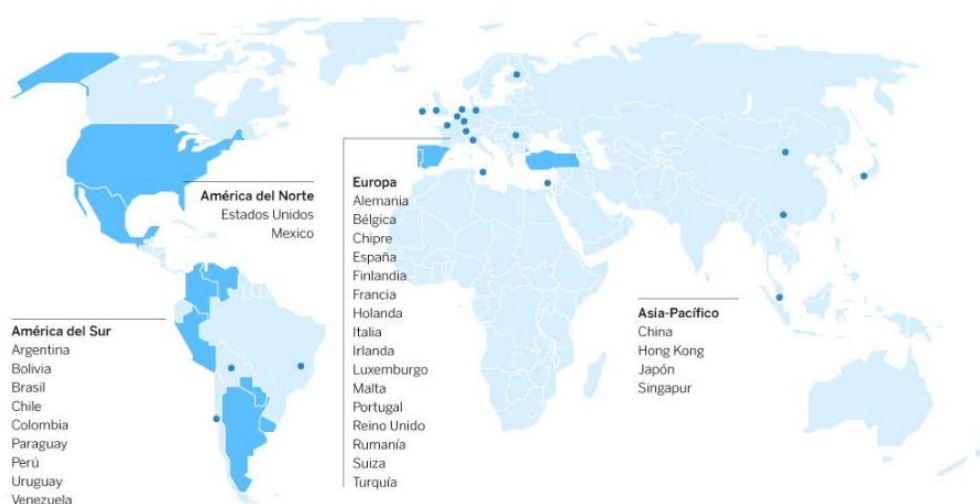 América del Norte
Estados Unidos
Mexico
América del Sur
Argentina
Bolivia
Brasil
Chile
Colombia
Paraguay
Perú
Uruguay
Venezuela
Europa
Alemania
Bélgica
Chipre
España
Finlandia
Francia
Holanda
Italia
Irlanda
Luxemburgo
Malta
Portugal
Reino Unido
Rumanía
Suiza
Turquía
Asia-Pacífico
China
Hong Kong
Japón
Singapur